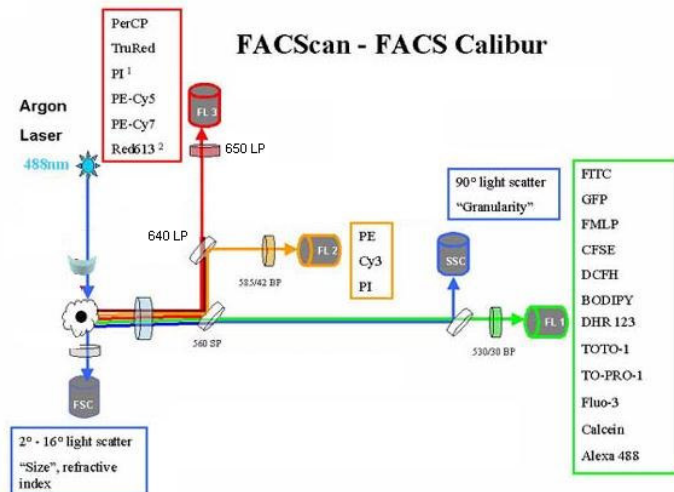 FACScan - FACS Calibur
PerCP
TruRed
PI 1
PE-Cy5
PE-Cy7
Red613 2
Argon
Laser
488nm
FL 3
650 LP
640 LP
585/42 BP
FL 2
PE
Cy3
PI
90° light scatter
"Granularity"
SSC
560 SP
530/30 BP
FL 1
FITC
GFP
FMLP
CFSE
DCFH
BODIPY
DHR 123
TOTO-1
TO-PRO-1
Fluo-3
Calcein
Alexa 488
FSC
2° - 16° light scatter
"Size", refractive
index